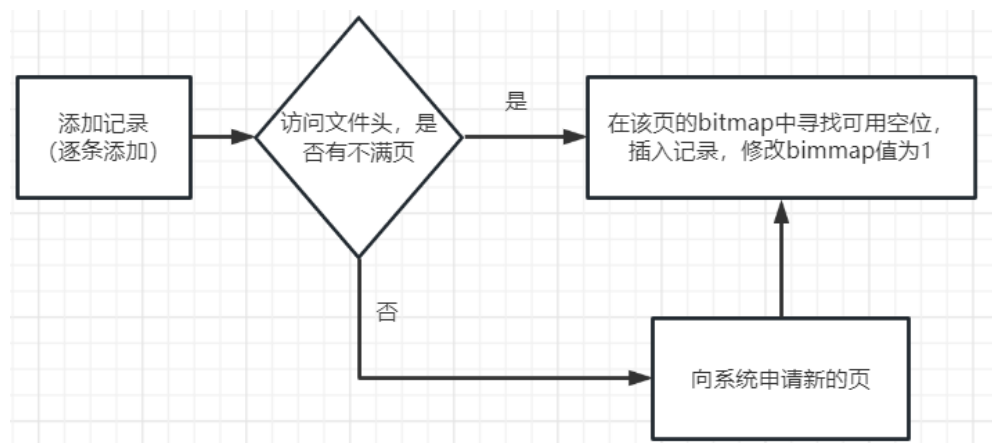 添加记录
（逐条添加）
访问文件头，是
否有不满页
是
在该页的bitmap中寻找可用空位，
插入记录，修改bimmap值为1
否
向系统申请新的页